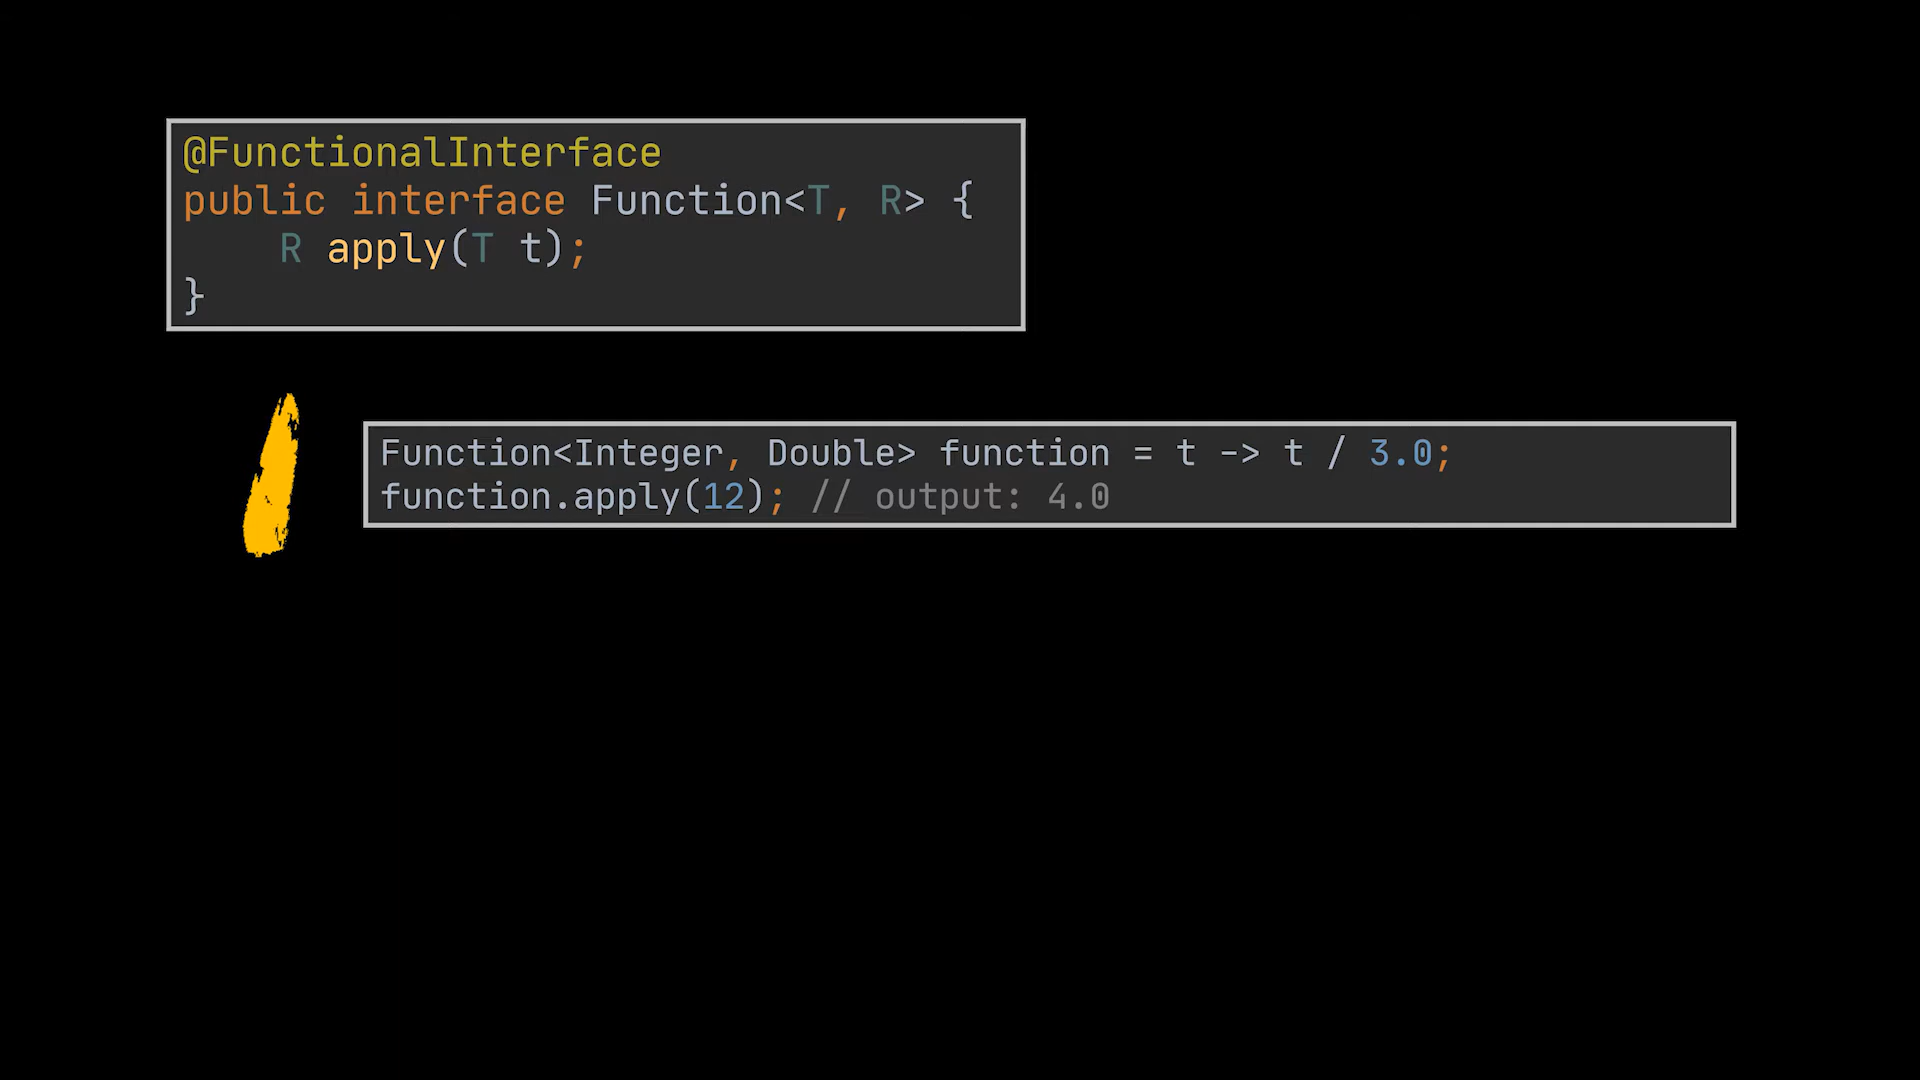 @FunctionalInterface
public interface Function<T, R> {
    R apply(T t);
}
Function<Integer, Double> function = t -> t / 3.0;
function.apply(12); // output: 4.0